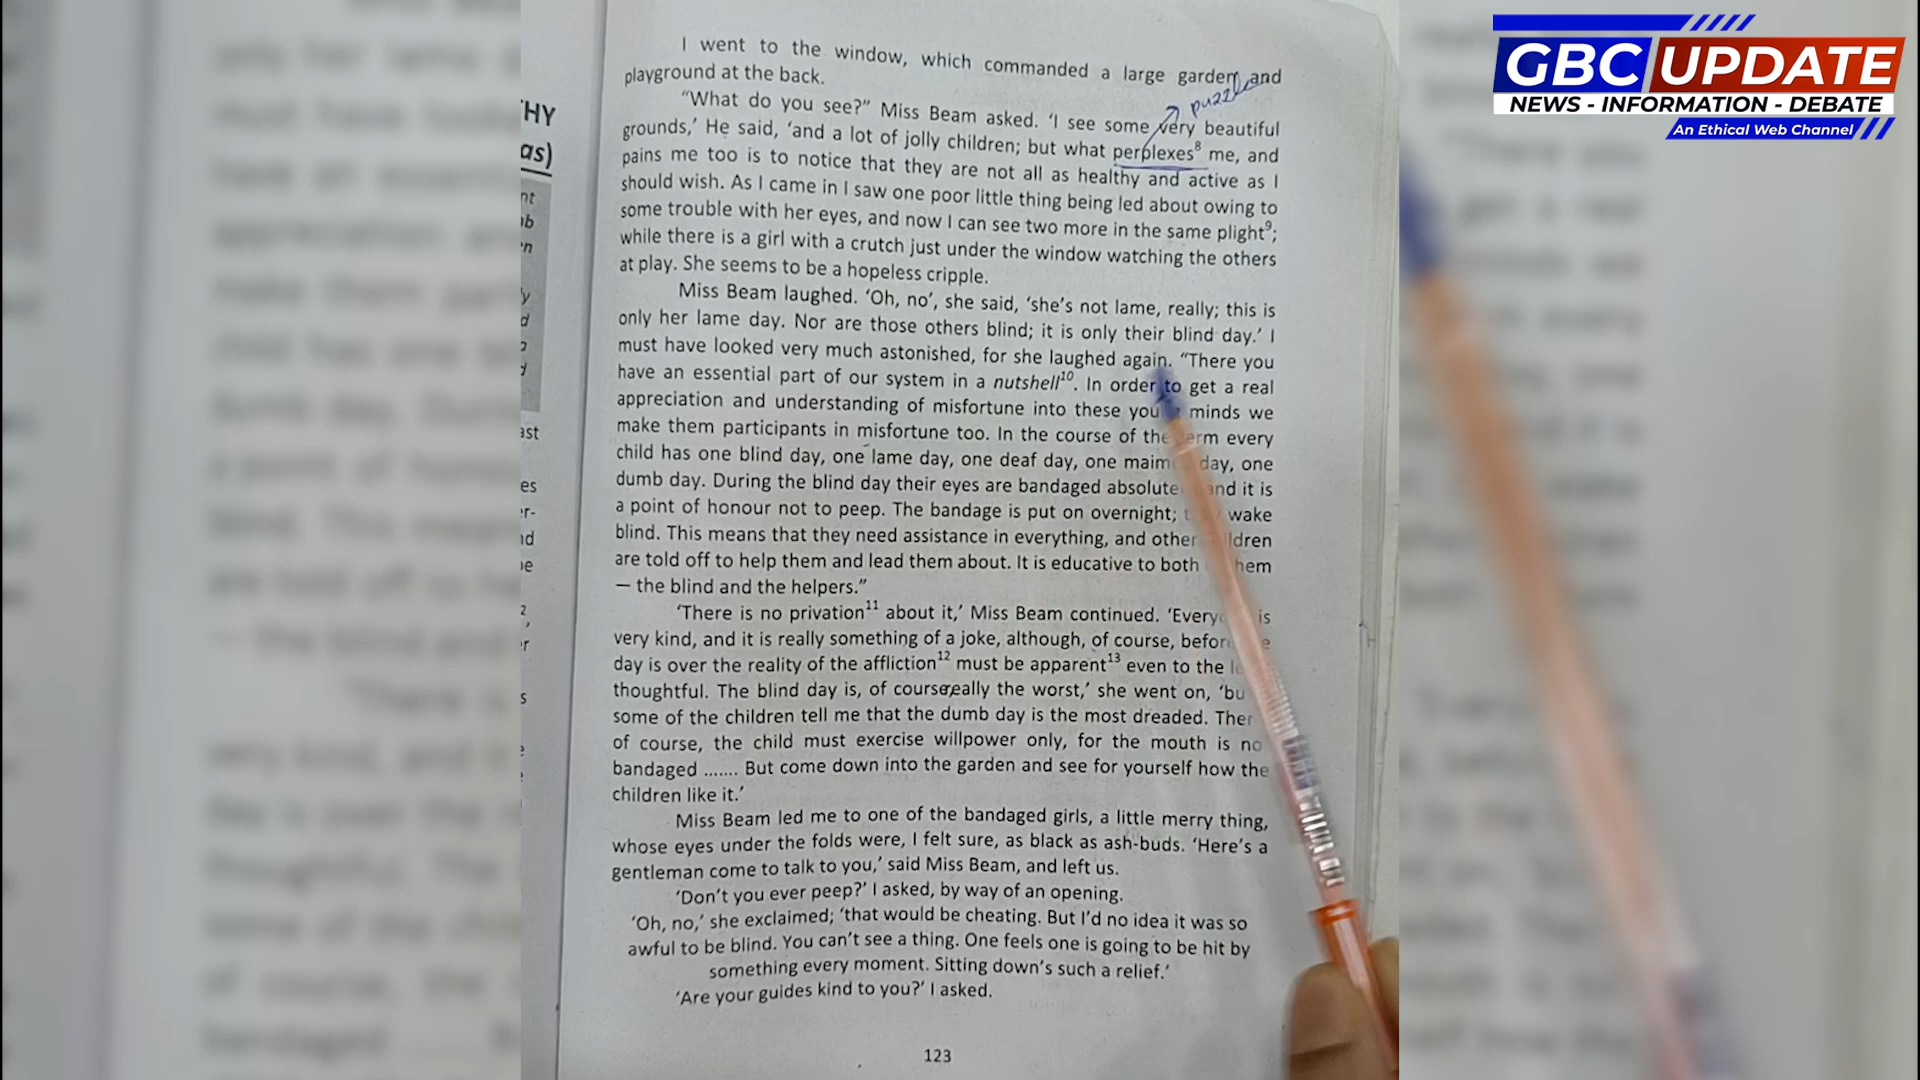 GBC UPDATE
NEWS - INFORMATION - DEBATE
An Ethical Web Channel
I went to the window, which commanded a large garden and
playground at the back.
puzzle
"What do you see?" Miss Beam asked. 'I see some very beautiful
grounds,' He said, 'and a lot of jolly children; but what perplexes⁸ me, and
pains me too is to notice that they are not all as healthy and active as I
should wish. As I came in I saw one poor little thing being led about owing to
some trouble with her eyes, and now I can see two more in the same plight⁹;
while there is a girl with a crutch just under the window watching the others
at play. She seems to be a hopeless cripple.
Miss Beam laughed. 'Oh, no', she said, 'she's not lame, really; this is
only her lame day. Nor are those others blind; it is only their blind day.' I
must have looked very much astonished, for she laughed again. "There you
have an essential part of our system in a nutshell¹⁰. In order to get a real
appreciation and understanding of misfortune into these minds we
make them participants in misfortune too. In the course of the every
child has one blind day, one lame day, one deaf day, one day, one
dumb day. During the blind day their eyes are bandaged and it is
a point of honour not to peep. The bandage is put on overnight; wake
blind. This means that they need assistance in everything, and other
are told off to help them and lead them about. It is educative to both
– the blind and the helpers."
'There is no privation¹¹ about it,' Miss Beam continued. is
very kind, and it is really something of a joke, although, of course,
day is over the reality of the affliction¹² must be apparent¹³ even to the
thoughtful. The blind day is, of coursereally the worst,' she went on,
some of the children tell me that the dumb day is the most dreaded.
of course, the child must exercise willpower only, for the mouth is
bandaged ....... But come down into the garden and see for yourself how the
children like it.'
Miss Beam led me to one of the bandaged girls, a little merry thing,
whose eyes under the folds were, I felt sure, as black as ash-buds. 'Here's a
gentleman come to talk to you,' said Miss Beam, and left us.
'Don't you ever peep?' I asked, by way of an opening.
'Oh, no,' she exclaimed; 'that would be cheating. But I'd no idea it was so
awful to be blind. You can't see a thing. One feels one is going to be hit by
something every moment. Sitting down's such a relief.'
'Are your guides kind to you?' I asked.
123